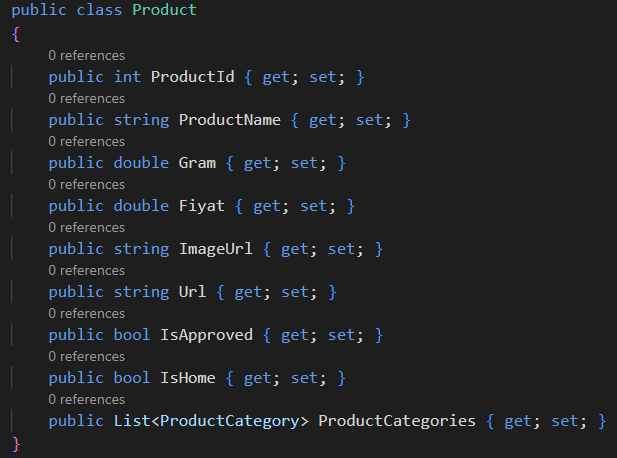 public class Product
{
0 references
public int ProductId { get; set; }
0 references
public string ProductName { get; set; }
0 references
public double Gram { get; set; }
0 references
public double Fiyat { get; set; }
0 references
public string ImageUrl { get; set; }
0 references
public string Url { get; set; }
0 references
public bool IsApproved { get; set; }
0 references
public bool IsHome { get; set; }
0 references
public List<ProductCategory> ProductCategories { get; set; }
}